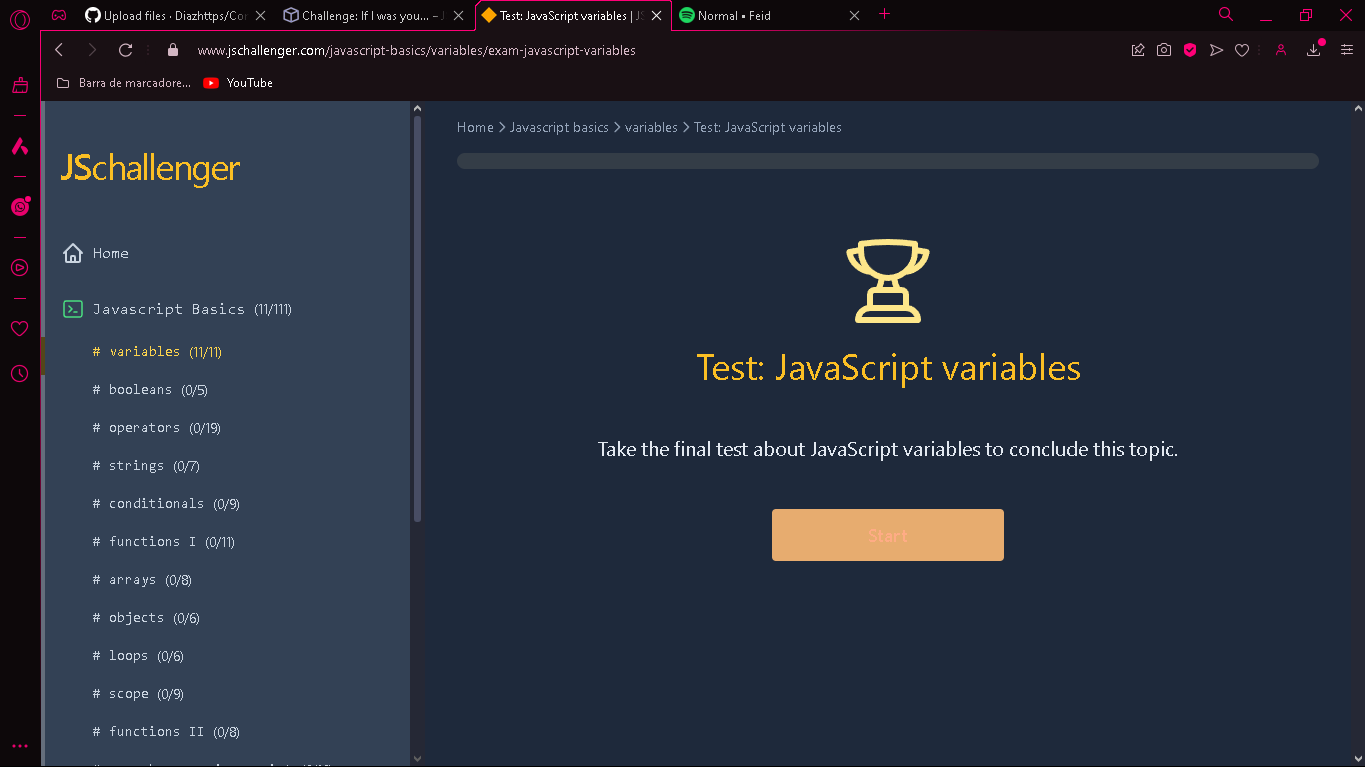 Upload files · Diazhttps/Co
Challenge: If I was you... - J
Test: JavaScript variables | JS
Normal • Feid
www.jschallenger.com/javascript-basics/variables/exam-javascript-variables
Barra de marcadore...
YouTube
JSchallenger
Home
Javascript Basics (11/111)
# variables (11/11)
# booleans (0/5)
# operators (0/19)
# strings (0/7)
# conditionals (0/9)
# functions I (0/11)
# arrays (0/8)
# objects (0/6)
# loops (0/6)
# scope (0/9)
# functions II (0/8)
Home > Javascript basics > variables > Test: JavaScript variables
Test: JavaScript variables
Take the final test about JavaScript variables to conclude this topic.
Start